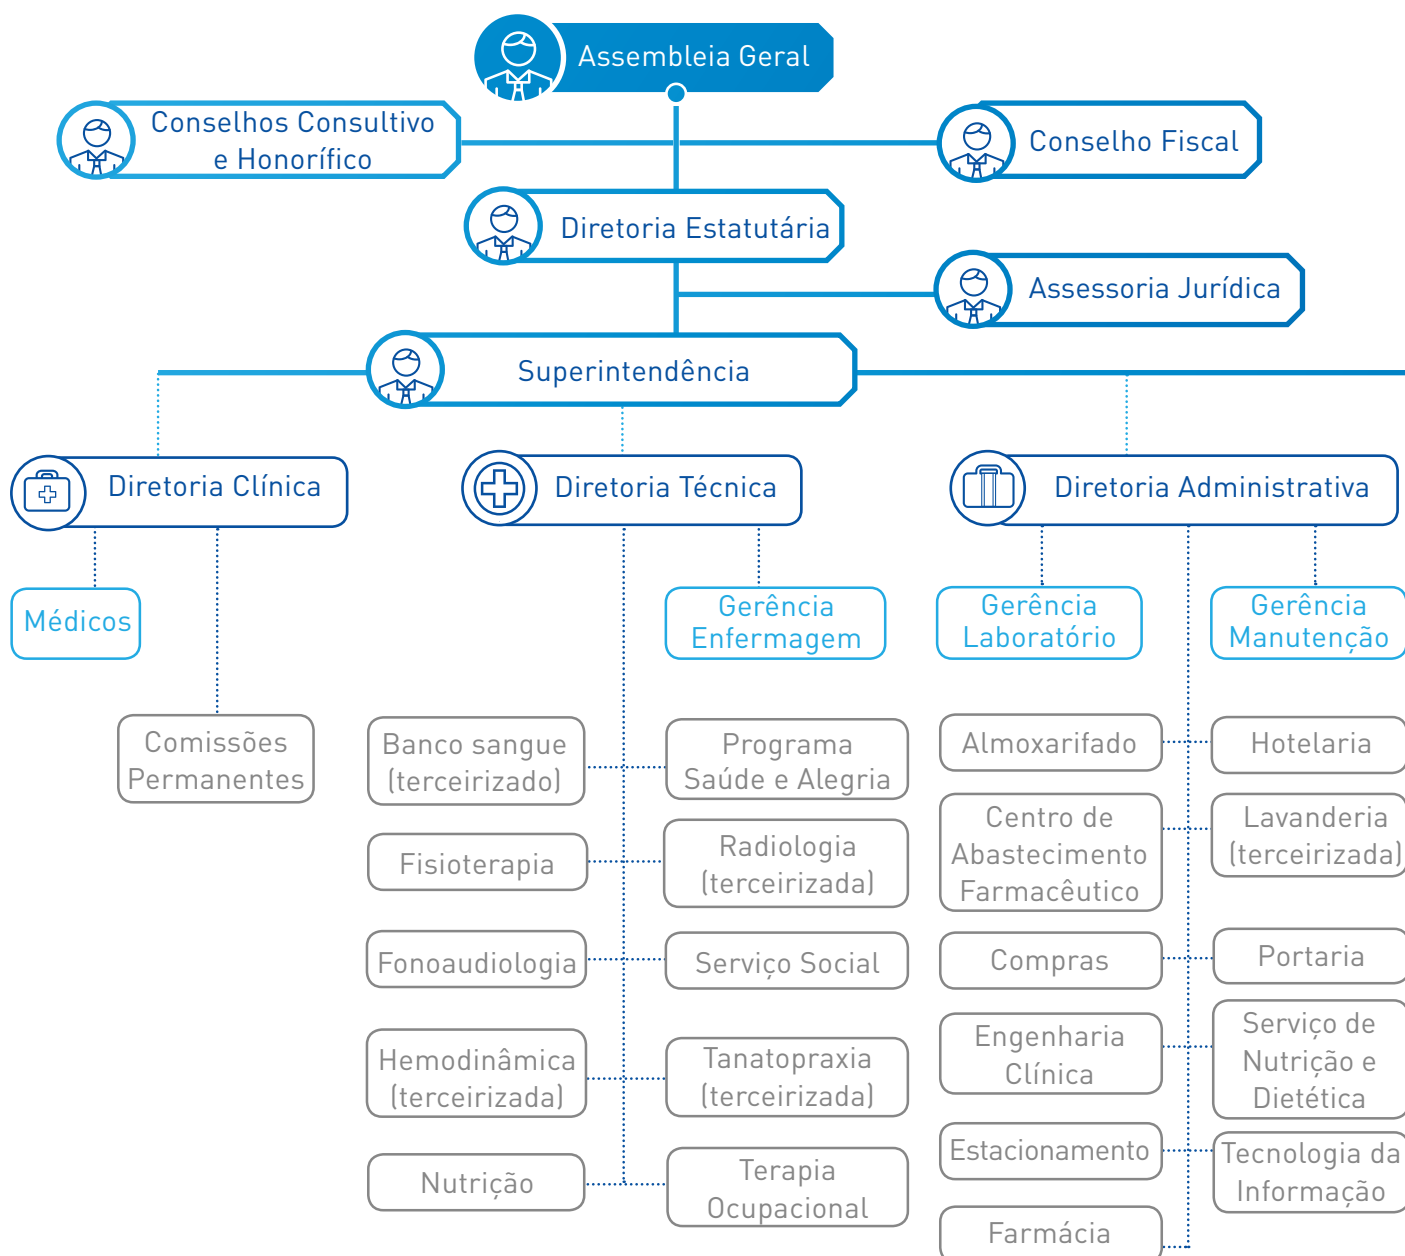 Assembleia Geral
Conselhos Consultivo
e Honorífico
Conselho Fiscal
Diretoria Estatutária
Assessoria Jurídica
Superintendência
Diretoria Clínica
Diretoria Técnica
Diretoria Administrativa
Médicos
Gerência
Enfermagem
Gerência
Laboratório
Gerência
Manutenção
Comissões
Permanentes
Banco sangue
(terceirizado)
Programa
Saúde e Alegria
Fisioterapia
Radiologia
(terceirizada)
Fonoaudiologia
Serviço Social
Hemodinâmica
(terceirizada)
Tanatopraxia
(terceirizada)
Nutrição
Terapia
Ocupacional
Almoxarifado
Hotelaria
Centro de
Abastecimento
Farmacêutico
Lavanderia
(terceirizada)
Compras
Portaria
Engenharia
Clínica
Serviço de
Nutrição e
Dietética
Estacionamento
Tecnologia da
Informação
Farmácia